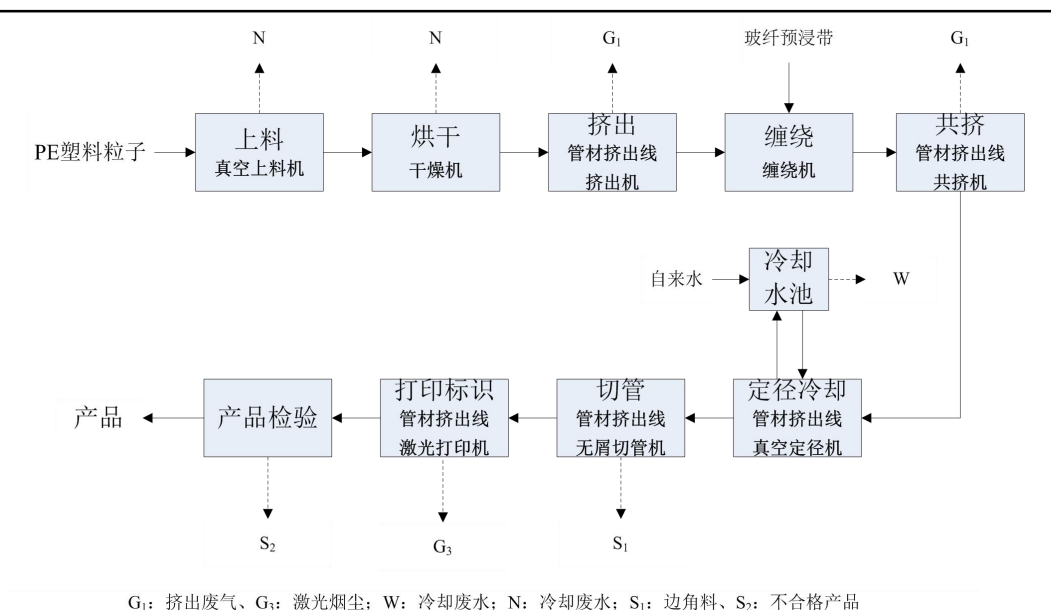 N
N
G₁
玻纤预浸带
G₁
PE塑料粒子
上料
真空上料机
烘干
干燥机
挤出
管材挤出线
挤出机
缠绕
缠绕机
共挤
管材挤出线
共挤机
自来水
冷却
水池
W
产品
产品检验
打印标识
管材挤出线
激光打印机
切管
管材挤出线
无屑切管机
定径冷却
管材挤出线
真空定径机
S₂
G₃
S₁
G₁：挤出废气、G₃：激光烟尘；W：冷却废水；N：冷却废水；S₁：边角料、S₂：不合格产品